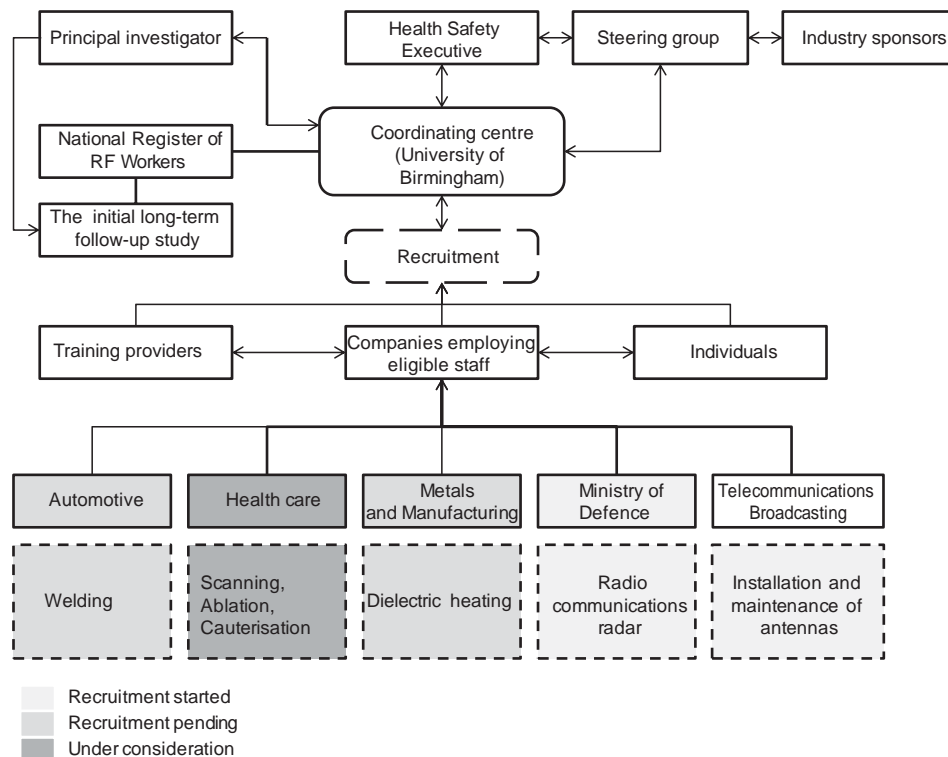 Principal investigator
Health Safety
Executive
Steering group
Industry sponsors
National Register of
RF Workers
Coordinating centre
(University of
Birmingham)
The initial long-term
follow-up study
Recruitment
Training providers
Companies employing
eligible staff
Individuals
Automotive
Health care
Metals
and Manufacturing
Ministry of
Defence
Telecommunications
Broadcasting
Welding
Scanning,
Ablation,
Cauterisation
Dielectric heating
Radio
communications
radar
Installation and
maintenance of
antennas
Recruitment started
Recruitment pending
Under consideration